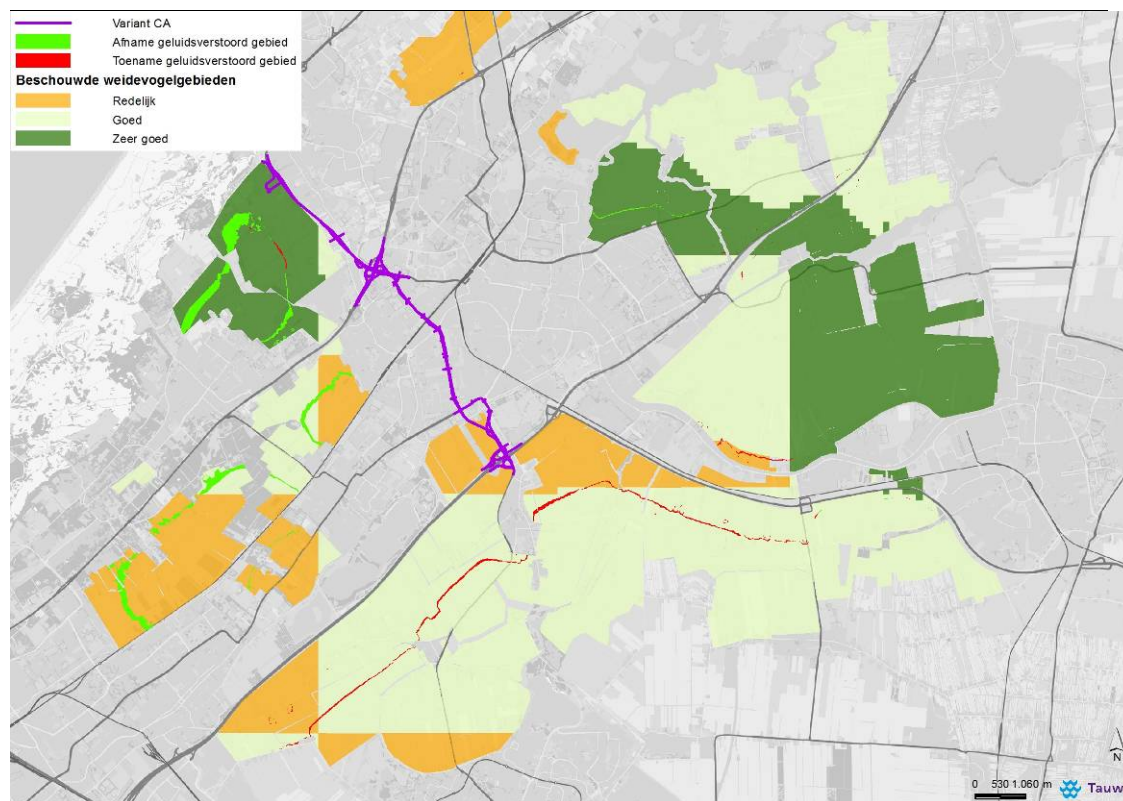 Variant CA
Afname geluidsverstoord gebied
Toename geluidsverstoord gebied
Beschouwde weidevogelgebieden
Redelijk
Goed
Zeer goed
N
0 530 1.060 m
Tauw